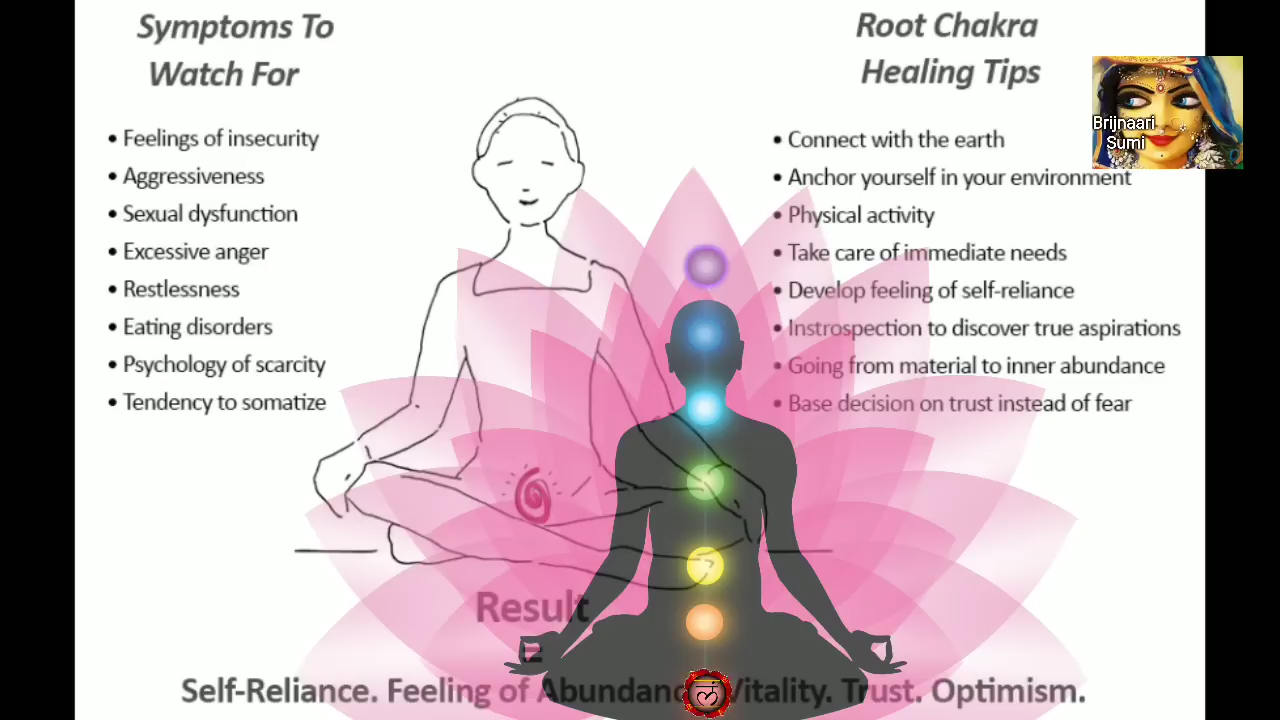 Symptoms To
Watch For
• Feelings of insecurity
• Aggressiveness
• Sexual dysfunction
• Excessive anger
• Restlessness
• Eating disorders
• Psychology of scarcity
• Tendency to somatize
Root Chakra
Healing Tips
• Connect with the earth
• Anchor yourself in your environment
• Physical activity
• Take care of immediate needs
• Develop feeling of self-reliance
• Instrospection to discover true aspirations
• Going from material to inner abundance
• Base decision on trust instead of fear
Brijnaari
Sumi
Result
=
Self-Reliance. Feeling of Abundance. Vitality. Trust. Optimism.
लं